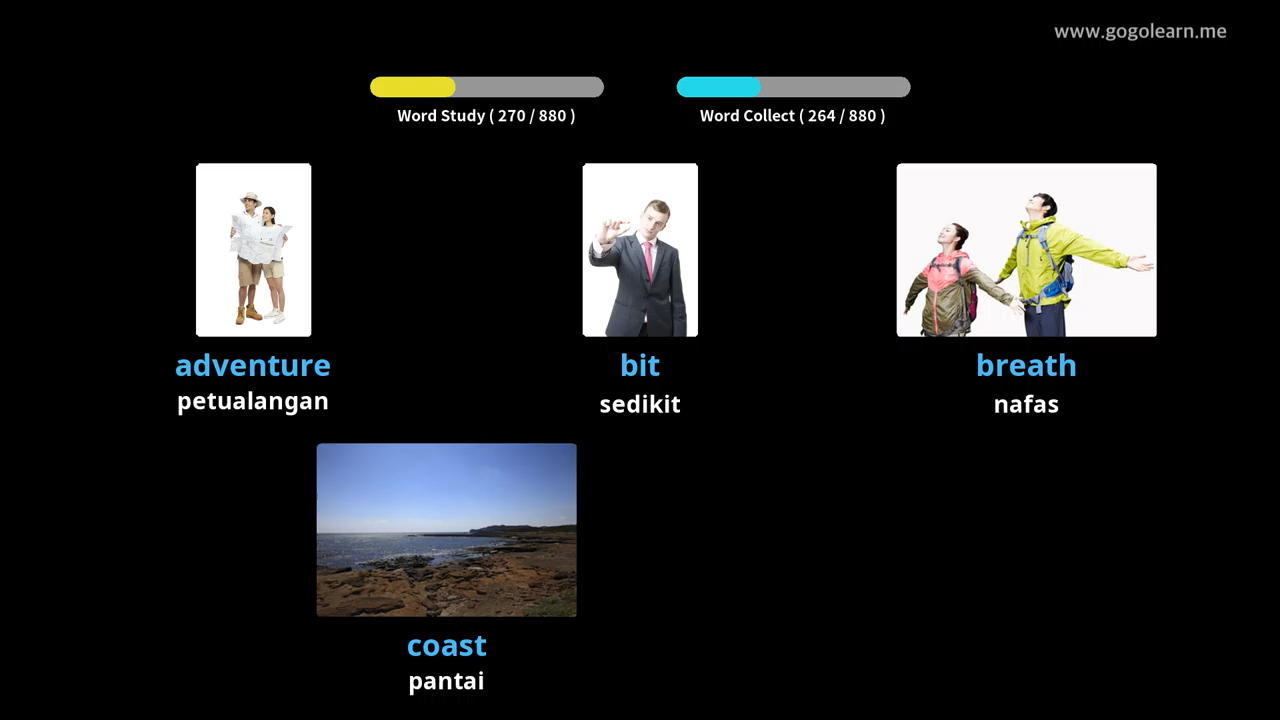 www.gogolearn.me
Word Study ( 270 / 880 )
Word Collect ( 264 / 880 )
adventure
petualangan
bit
sedikit
breath
nafas
coast
pantai